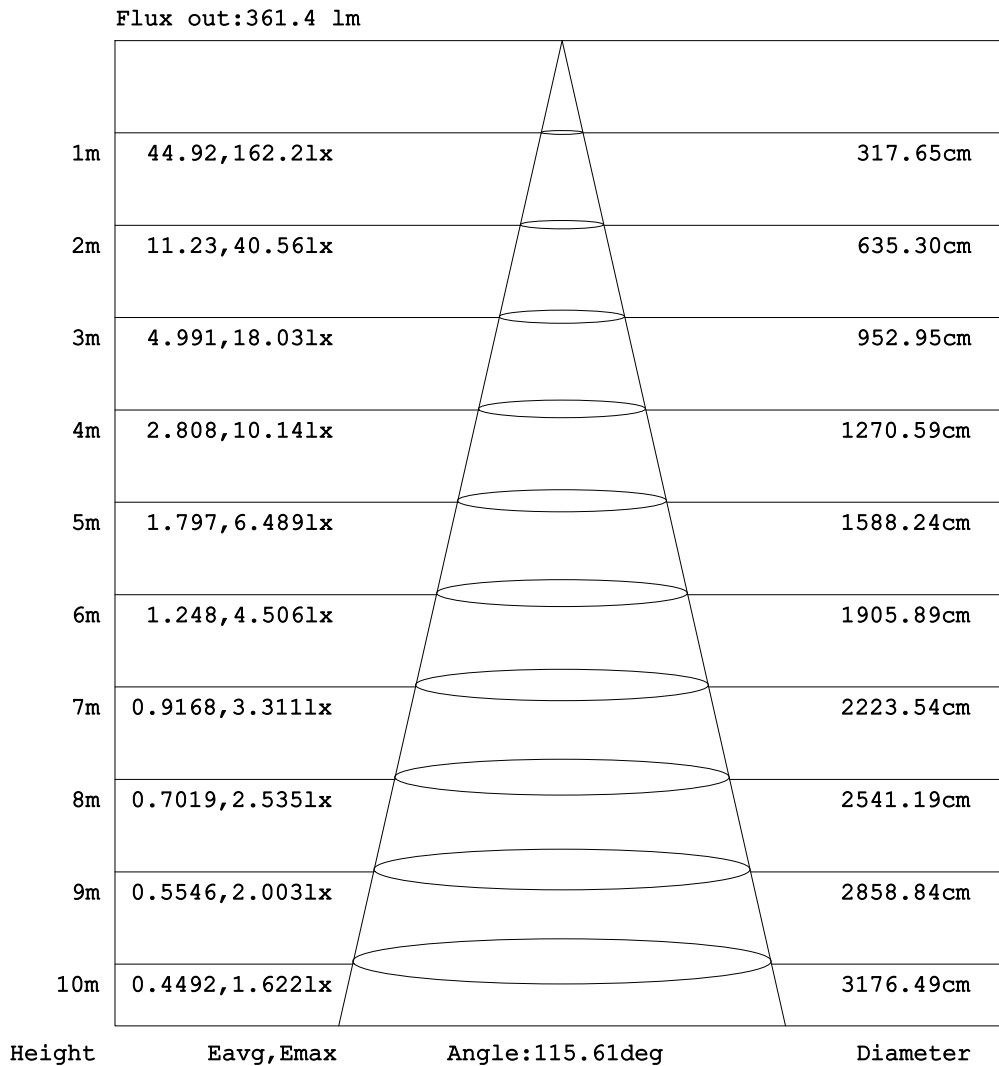 Flux out:361.4 lm
1m 44.92,162.2lx 317.65cm
2m 11.23,40.56lx 635.30cm
3m 4.991,18.03lx 952.95cm
4m 2.808,10.14lx 1270.59cm
5m 1.797,6.489lx 1588.24cm
6m 1.248,4.506lx 1905.89cm
7m 0.9168,3.311lx 2223.54cm
8m 0.7019,2.535lx 2541.19cm
9m 0.5546,2.003lx 2858.84cm
10m 0.4492,1.622lx 3176.49cm
Height Eavg,Emax Angle:115.61deg Diameter